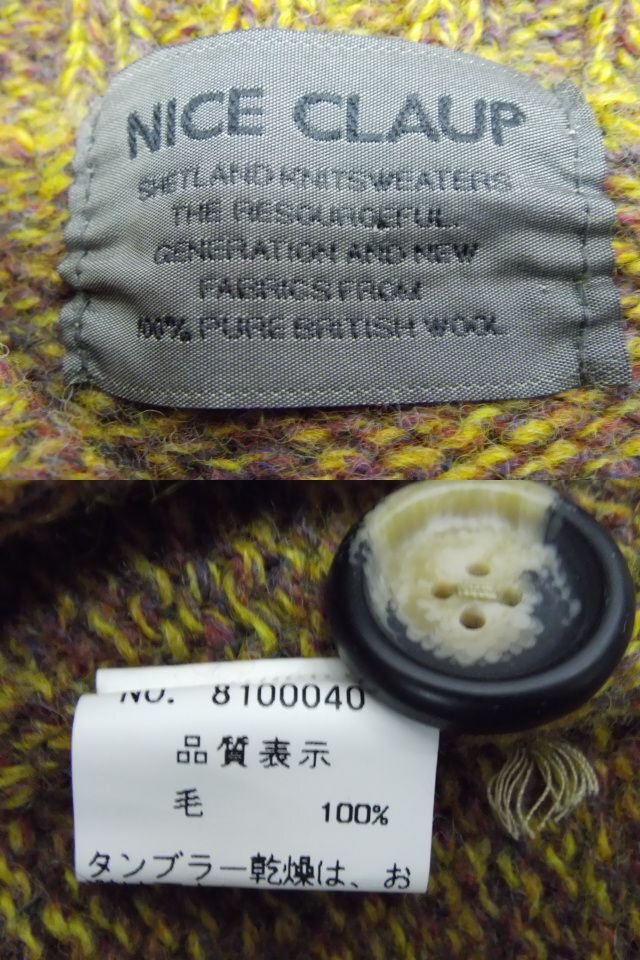 NICE CLAUP
SHETLAND KNITSWEATERS
THE RESOURCEFUL.
GENERATION AND NEW
FABRICS FROM
100% PURE BRITISH WOOL
NO. 8100040
品質表示
毛 100%
タンブラー乾燥は、お